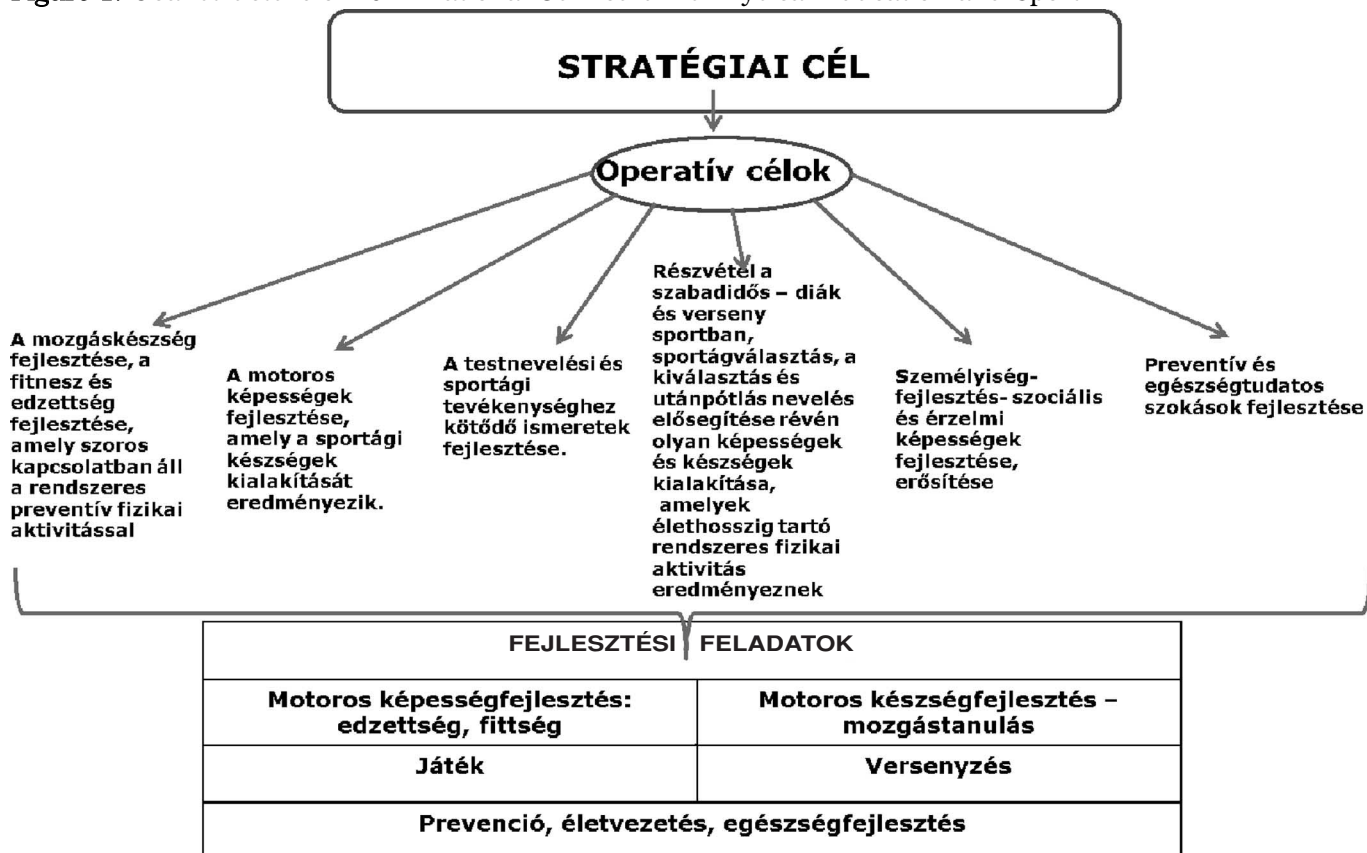 Figure 1.
STRATÉGIAI CÉL
Operatív célok
A mozgáskészség
fejlesztése, a
fitnesz és
edzettség
fejlesztése,
amely szoros
kapcsolatban áll
a rendszeres
preventív fizikai
aktivitással
A motoros
képességek
fejlesztése,
amely a sportági
készségek
kialakítását
eredményezik.
A testnevelési és
sportági
tevékenységhez
kötődő ismeretek
fejlesztése.
Részvétel a
szabadidős – diák
és verseny
sportban,
sportágválasztás, a
kiválasztás és
utánpótlás nevelés
elősegítése révén
olyan képességek
és készségek
kialakítása,
amelyek
élethosszig tartó
rendszeres fizikai
aktivitás
eredményeznek
Személyiség-
fejlesztés- szociális
és érzelmi
képességek
fejlesztése,
erősítése
Preventív és
egészségtudatos
szokások fejlesztése
FEJLESZTÉSI FELADATOK
Motoros képességfejlesztés:
edzettség, fittség
Motoros készségfejlesztés –
mozgástanulás
Játék
Versenyzés
Prevenció, életvezetés, egészségfejlesztés